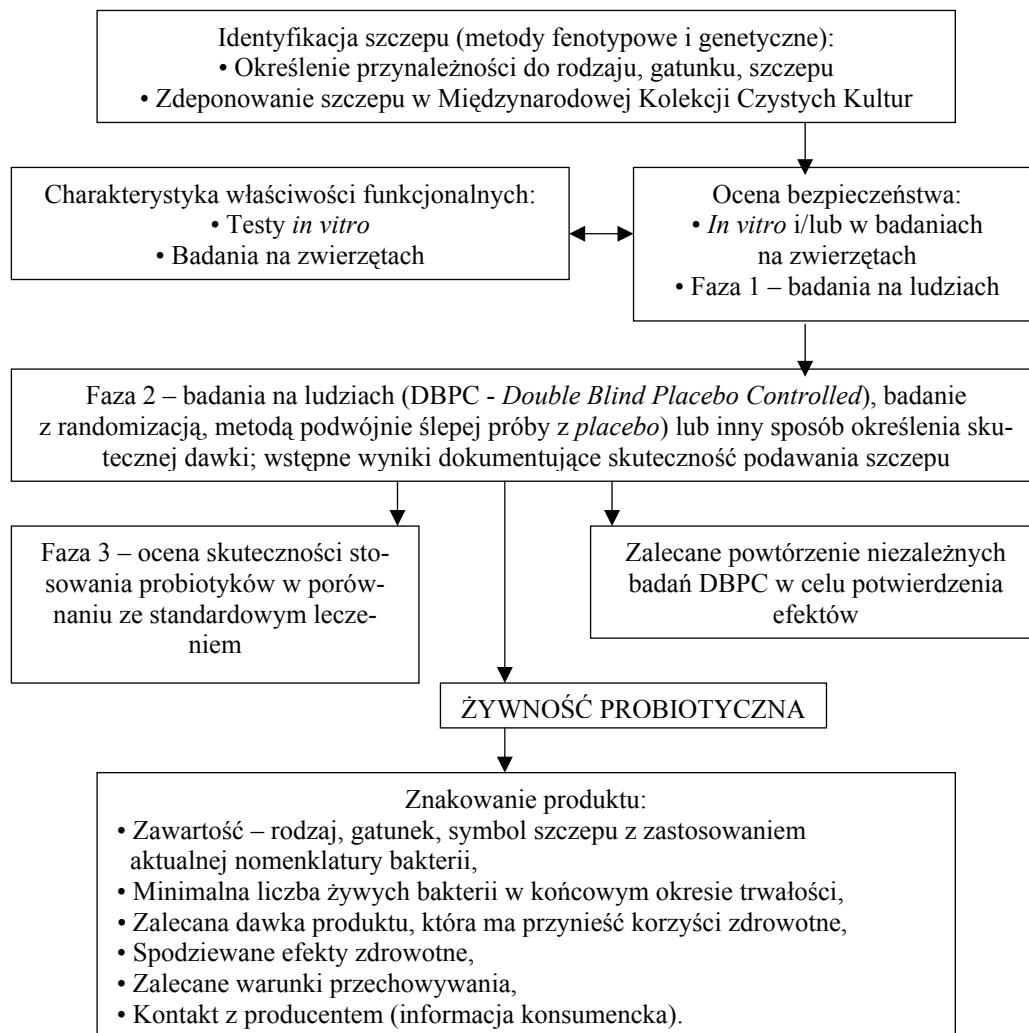 Identyfikacja szczepu (metody fenotypowe i genetyczne):
• Określenie przynależności do rodzaju, gatunku, szczepu
• Zdeponowanie szczepu w Międzynarodowej Kolekcji Czystych Kultur
Charakterystyka właściwości funkcjonalnych:
• Testy in vitro
• Badania na zwierzętach
Ocena bezpieczeństwa:
• In vitro i/lub w badaniach
na zwierzętach
• Faza 1 – badania na ludziach
Faza 2 – badania na ludziach (DBPC - Double Blind Placebo Controlled), badanie
z randomizacją, metodą podwójnie ślepej próby z placebo) lub inny sposób określenia sku-
tecznej dawki; wstępne wyniki dokumentujące skuteczność podawania szczepu
Faza 3 – ocena skuteczności sto-
sowania probiotyków w porów-
naniu ze standardowym lecze-
niem
Zalecane powtórzenie niezależnych
badań DBPC w celu potwierdzenia
efektów
ŻYWNOŚĆ PROBIOTYCZNA
Znakowanie produktu:
• Zawartość – rodzaj, gatunek, symbol szczepu z zastosowaniem
aktualnej nomenklatury bakterii,
• Minimalna liczba żywych bakterii w końcowym okresie trwałości,
• Zalecana dawka produktu, która ma przynieść korzyści zdrowotne,
• Spodziewane efekty zdrowotne,
• Zalecane warunki przechowywania,
• Kontakt z producentem (informacja konsumencka).